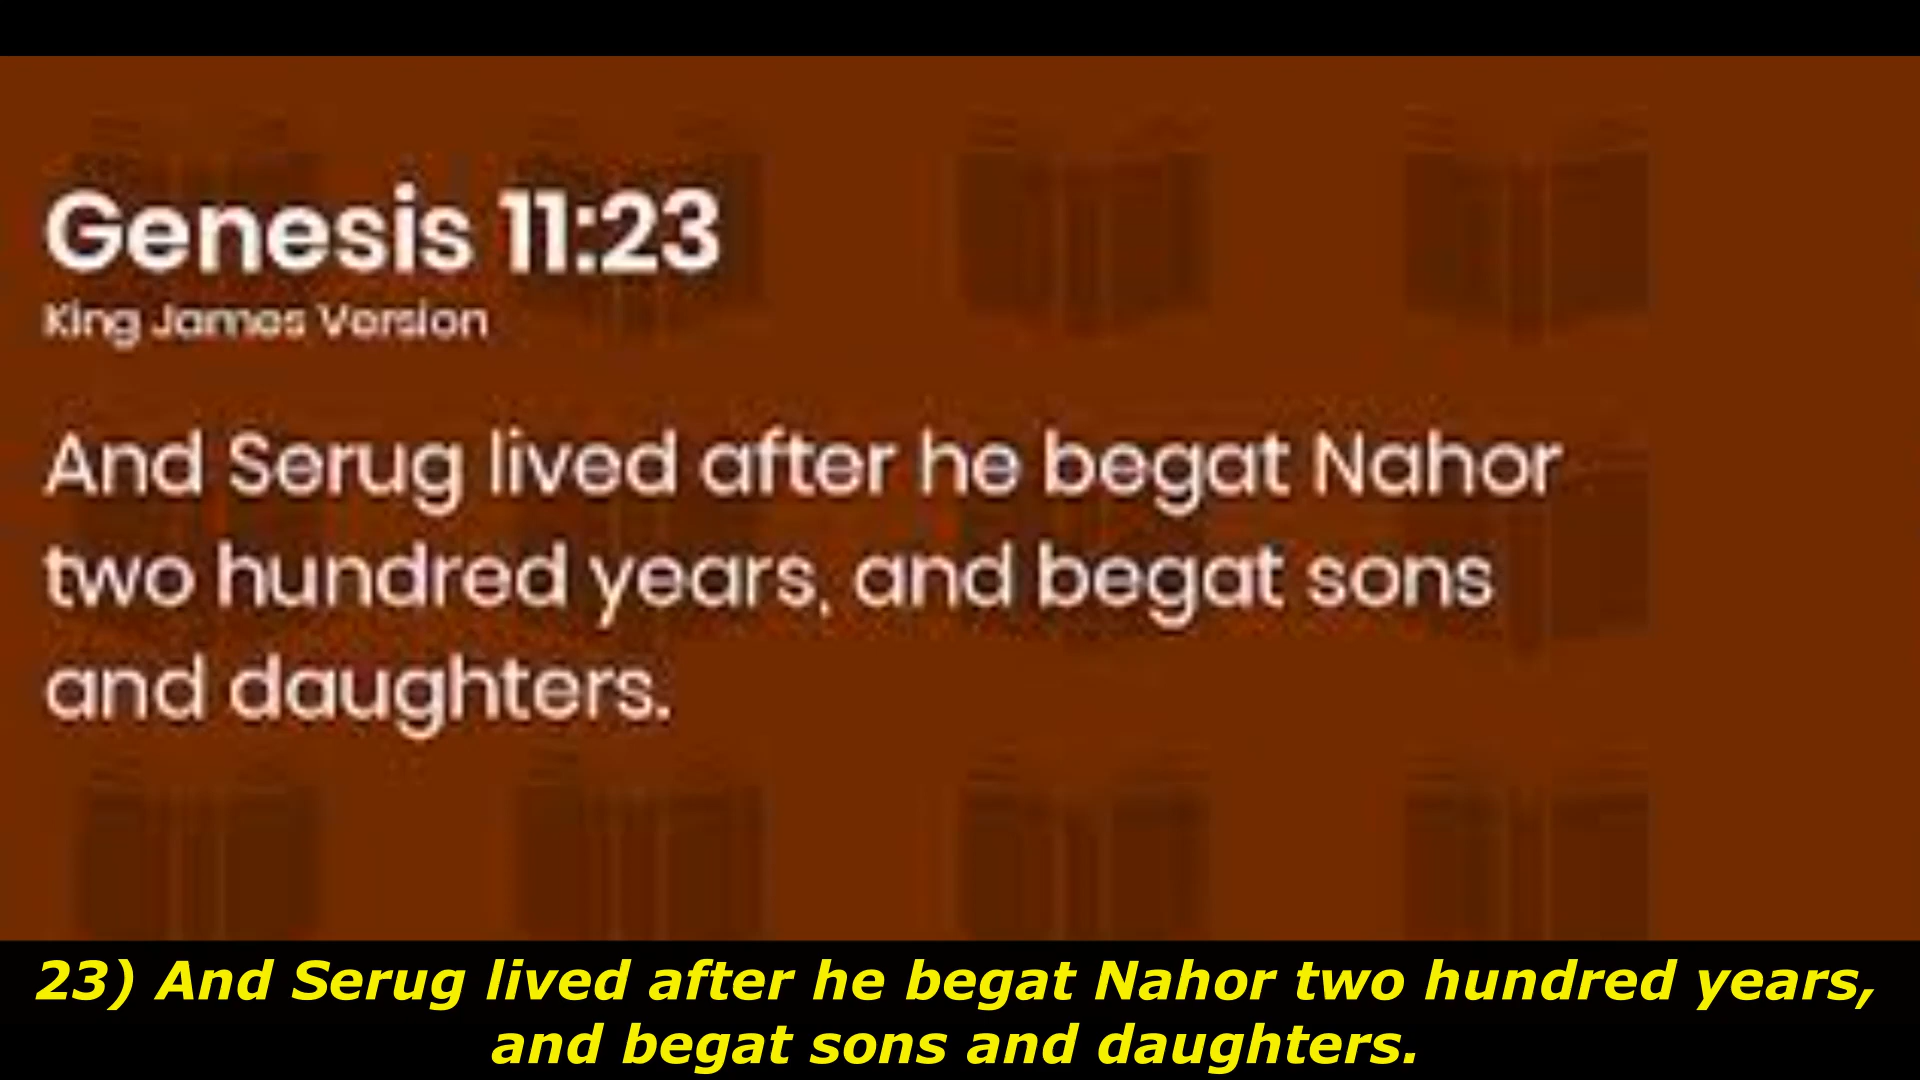 Genesis 11:23
King James Version
And Serug lived after he begat Nahor
two hundred years, and begat sons
and daughters.
23) And Serug lived after he begat Nahor two hundred years,
and begat sons and daughters.